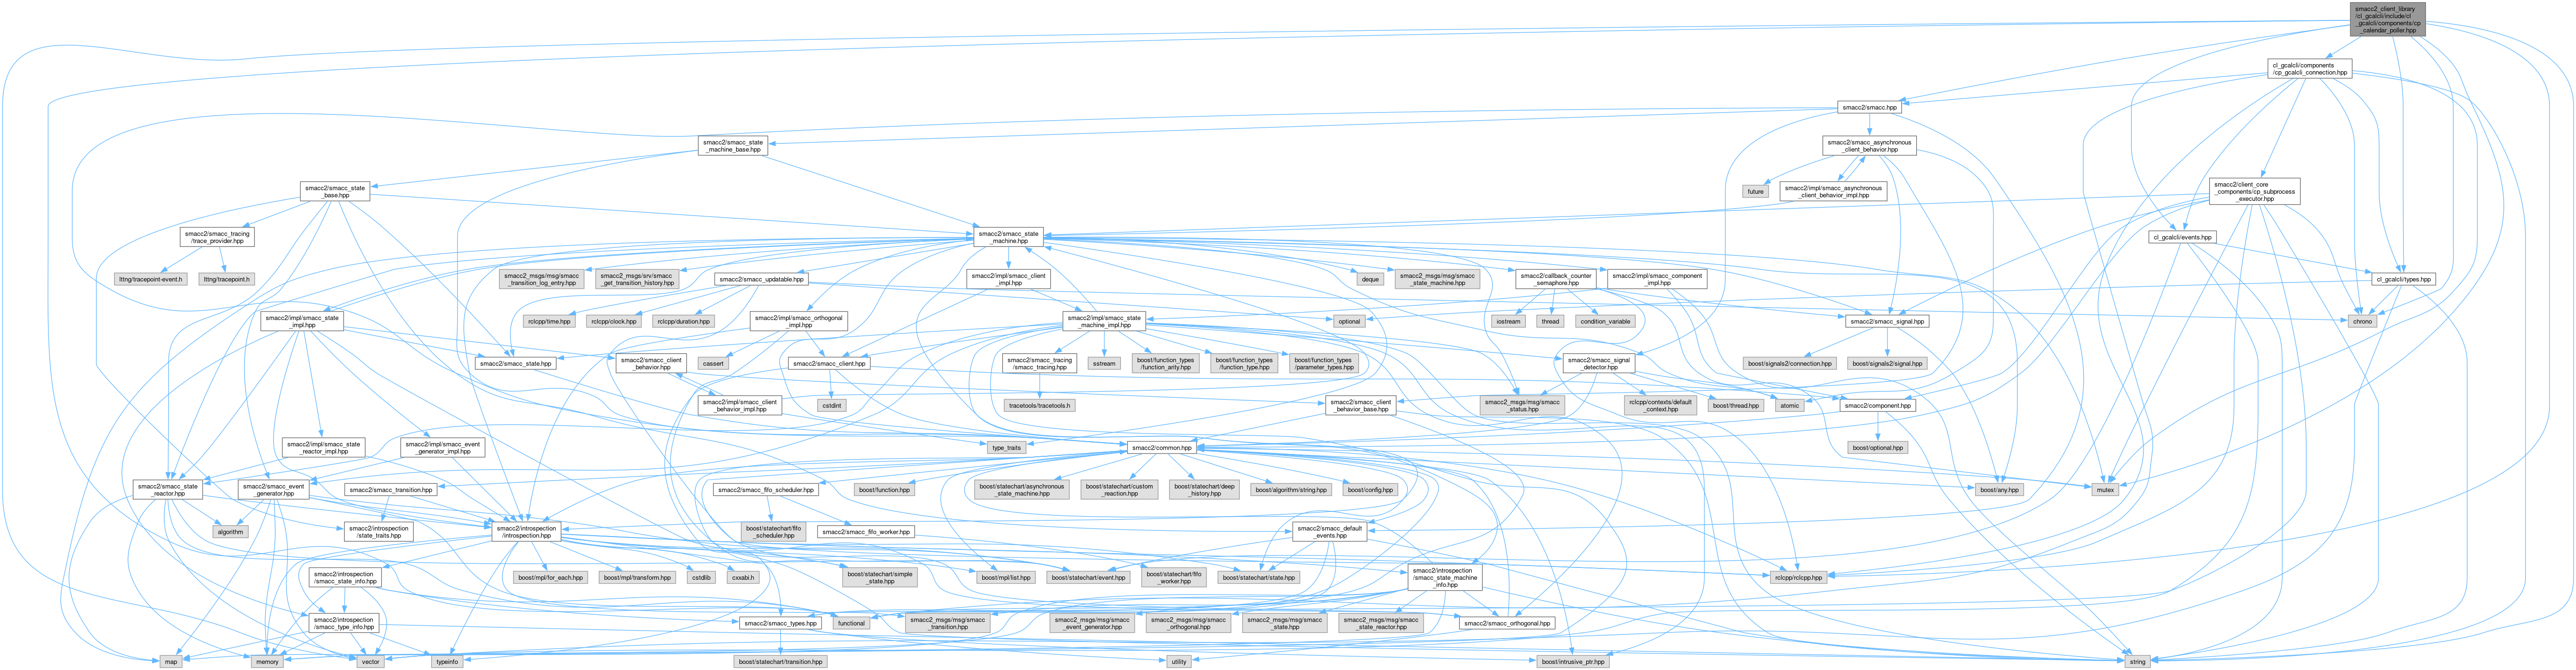 smacc2_client_library
/cl_gcalcli/include/cl
_gcalcli/components/cp
_calendar_poller.hpp
cl_gcalcli/components
/cp_gcalcli_connection.hpp
smacc2/smacc.hpp
smacc2/smacc_state
_machine_base.hpp
smacc2/smacc_asynchronous
_client_behavior.hpp
smacc2/smacc_state
_base.hpp
future
smacc2/impl/smacc_asynchronous
_client_behavior_impl.hpp
smacc2/client_core
_components/cp_subprocess
_executor.hpp
smacc2/smacc_tracing
/trace_provider.hpp
smacc2/smacc_state
_machine.hpp
cl_gcalcli/events.hpp
lttng/tracepoint-event.h
lttng/tracepoint.h
smacc2_msgs/msg/smacc
_transition_log_entry.hpp
smacc2_msgs/srv/smacc
_get_transition_history.hpp
smacc2/smacc_updatable.hpp
smacc2/impl/smacc_client
_impl.hpp
deque
smacc2_msgs/msg/smacc
_state_machine.hpp
smacc2/callback_counter
_semaphore.hpp
smacc2/impl/smacc_component
_impl.hpp
cl_gcalcli/types.hpp
smacc2/impl/smacc_state
_impl.hpp
rclcpp/time.hpp
rclcpp/clock.hpp
rclcpp/duration.hpp
smacc2/impl/smacc_orthogonal
_impl.hpp
smacc2/impl/smacc_state
_machine_impl.hpp
optional
iostream
thread
condition_variable
smacc2/smacc_signal.hpp
chrono
smacc2/smacc_state.hpp
smacc2/smacc_client
_behavior.hpp
cassert
smacc2/smacc_client.hpp
smacc2/smacc_tracing
/smacc_tracing.hpp
sstream
boost/function_types
/function_arity.hpp
boost/function_types
/function_type.hpp
boost/function_types
/parameter_types.hpp
smacc2/smacc_signal
_detector.hpp
boost/signals2/connection.hpp
boost/signals2/signal.hpp
smacc2/impl/smacc_client
_behavior_impl.hpp
cstdint
tracetools/tracetools.h
smacc2_msgs/msg/smacc
_status.hpp
smacc2/smacc_client
_behavior_base.hpp
rclcpp/contexts/default
_context.hpp
boost/thread.hpp
atomic
smacc2/component.hpp
smacc2/impl/smacc_state
_reactor_impl.hpp
smacc2/impl/smacc_event
_generator_impl.hpp
type_traits
smacc2/common.hpp
boost/optional.hpp
smacc2/smacc_state
_reactor.hpp
smacc2/smacc_event
_generator.hpp
smacc2/smacc_transition.hpp
smacc2/smacc_fifo_scheduler.hpp
boost/function.hpp
boost/statechart/asynchronous
_state_machine.hpp
boost/statechart/custom
_reaction.hpp
boost/statechart/deep
_history.hpp
boost/algorithm/string.hpp
boost/config.hpp
boost/any.hpp
mutex
algorithm
smacc2/introspection
/state_traits.hpp
smacc2/introspection
/introspection.hpp
boost/statechart/fifo
_scheduler.hpp
smacc2/smacc_fifo_worker.hpp
smacc2/smacc_default
_events.hpp
smacc2/introspection
/smacc_state_info.hpp
boost/mpl/for_each.hpp
boost/mpl/transform.hpp
cstdlib
cxxabi.h
boost/statechart/simple
_state.hpp
boost/mpl/list.hpp
boost/statechart/event.hpp
boost/statechart/fifo
_worker.hpp
boost/statechart/state.hpp
smacc2/introspection
/smacc_state_machine
_info.hpp
rclcpp/rclcpp.hpp
smacc2/introspection
/smacc_type_info.hpp
smacc2/smacc_types.hpp
functional
smacc2_msgs/msg/smacc
_transition.hpp
smacc2_msgs/msg/smacc
_event_generator.hpp
smacc2_msgs/msg/smacc
_orthogonal.hpp
smacc2_msgs/msg/smacc
_state.hpp
smacc2_msgs/msg/smacc
_state_reactor.hpp
smacc2/smacc_orthogonal.hpp
map
memory
vector
typeinfo
boost/statechart/transition.hpp
utility
boost/intrusive_ptr.hpp
string